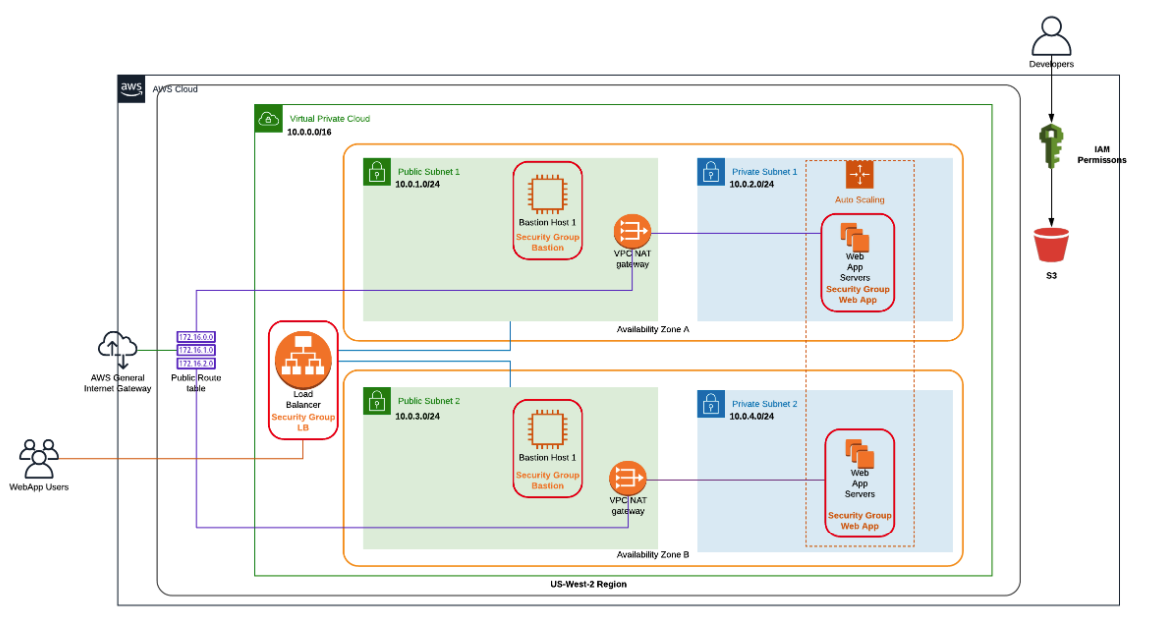 Developers
aws
AWS Cloud
Virtual Private Cloud
10.0.0.0/16
IAM
Permissons
S3
Public Subnet 1
10.0.1.0/24
Bastion Host 1
Security Group
Bastion
VPC NAT
gateway
Private Subnet 1
10.0.2.0/24
Auto Scaling
Web
App
Servers
Security Group
Web App
Availability Zone A
172.16.0.0
172.16.1.0
172.16.2.0
AWS General
Internet Gateway
Public Route
table
Load
Balancer
Security Group
LB
WebApp Users
Public Subnet 2
10.0.3.0/24
Bastion Host 1
Security Group
Bastion
VPC NAT
gateway
Private Subnet 2
10.0.4.0/24
Web
App
Servers
Security Group
Web App
Availability Zone B
US-West-2 Region